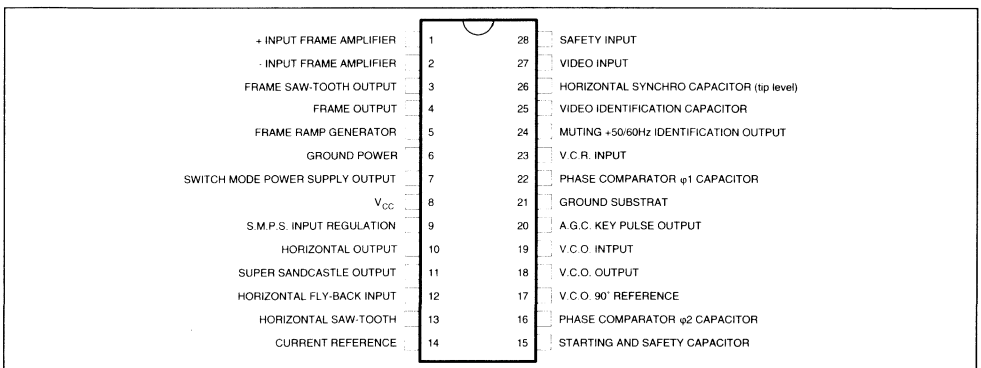 + INPUT FRAME AMPLIFIER 1 28 SAFETY INPUT
- INPUT FRAME AMPLIFIER 2 27 VIDEO INPUT
FRAME SAW-TOOTH OUTPUT 3 26 HORIZONTAL SYNCHRO CAPACITOR (tip level)
FRAME OUTPUT 4 25 VIDEO IDENTIFICATION CAPACITOR
FRAME RAMP GENERATOR 5 24 MUTING +50/60Hz IDENTIFICATION OUTPUT
GROUND POWER 6 23 V.C.R. INPUT
SWITCH MODE POWER SUPPLY OUTPUT 7 22 PHASE COMPARATOR φ1 CAPACITOR
VCC 8 21 GROUND SUBSTRAT
S.M.P.S. INPUT REGULATION 9 20 A.G.C. KEY PULSE OUTPUT
HORIZONTAL OUTPUT 10 19 V.C.O. INTPUT
SUPER SANDCASTLE OUTPUT 11 18 V.C.O. OUTPUT
HORIZONTAL FLY-BACK INPUT 12 17 V.C.O. 90° REFERENCE
HORIZONTAL SAW-TOOTH 13 16 PHASE COMPARATOR φ2 CAPACITOR
CURRENT REFERENCE 14 15 STARTING AND SAFETY CAPACITOR